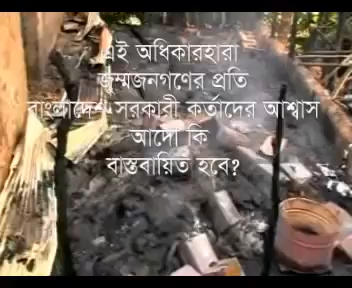 এই অধিকারহারা
জুম্মজনগণের প্রতি
বাংলাদেশ সরকারী কর্তাদের আশ্বাস
আদৌ কি
বাস্তবায়িত হবে?